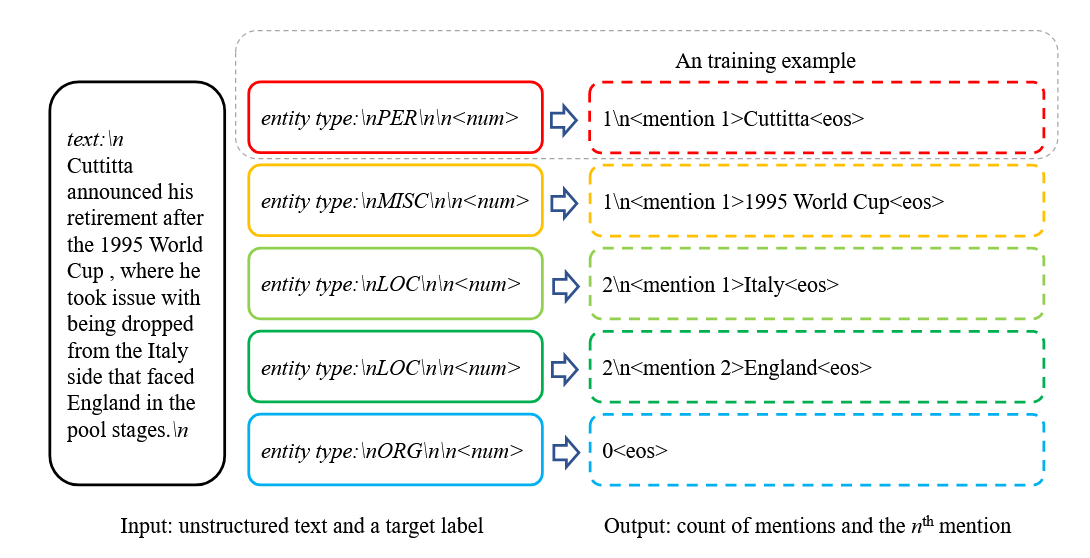 An training example
text:\n
Cuttitta
announced his
retirement after
the 1995 World
Cup , where he
took issue with
being dropped
from the Italy
side that faced
England in the
pool stages.\n
entity type:\nPER\n\n<num>
1\n<mention 1>Cuttitta<eos>
entity type:\nMISC\n\n<num>
1\n<mention 1>1995 World Cup<eos>
entity type:\nLOC\n\n<num>
2\n<mention 1>Italy<eos>
entity type:\nLOC\n\n<num>
2\n<mention 2>England<eos>
entity type:\nORG\n\n<num>
0<eos>
Input: unstructured text and a target label
Output: count of mentions and the nth mention